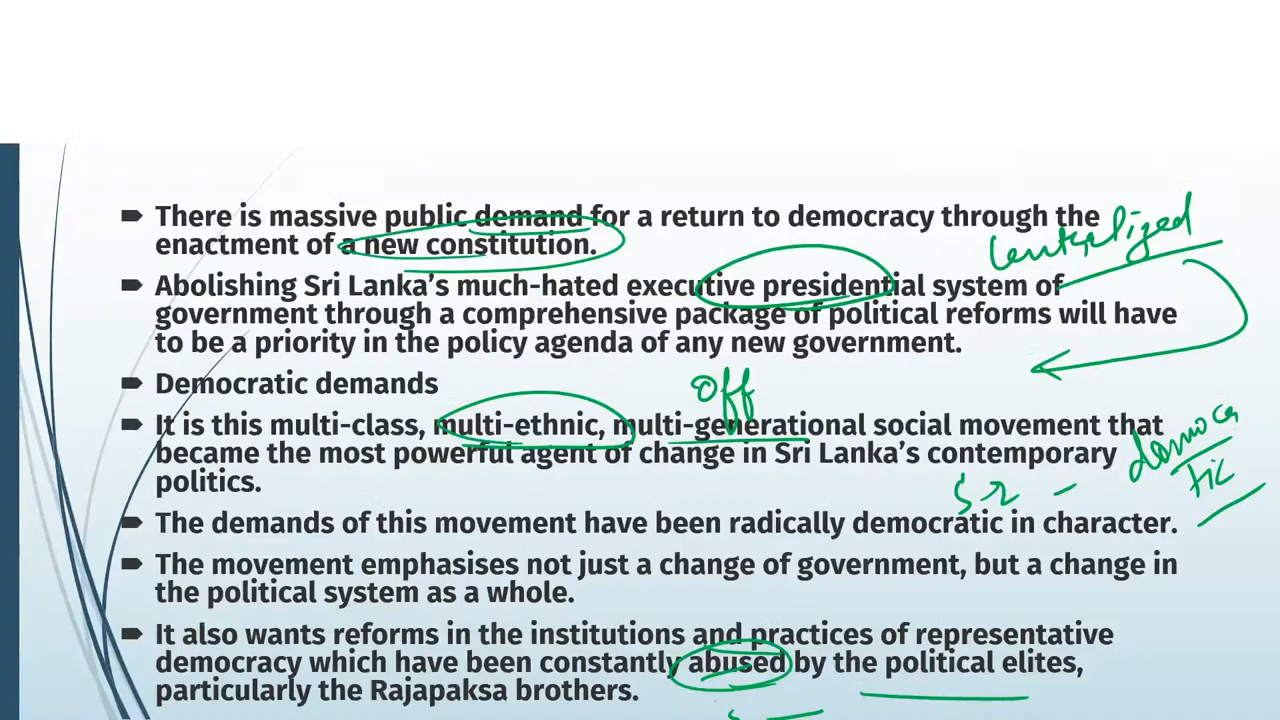 There is massive public demand for a return to democracy through the
enactment of a new constitution.
Centralized
Abolishing Sri Lanka's much-hated executive presidential system of
government through a comprehensive package of political reforms will have
to be a priority in the policy agenda of any new government.
Democratic demands
off
It is this multi-class, multi-ethnic, multi-generational social movement that
became the most powerful agent of change in Sri Lanka's contemporary
politics.
democra
tic
The demands of this movement have been radically democratic in character.
The movement emphasises not just a change of government, but a change in
the political system as a whole.
It also wants reforms in the institutions and practices of representative
democracy which have been constantly abused by the political elites,
particularly the Rajapaksa brothers.